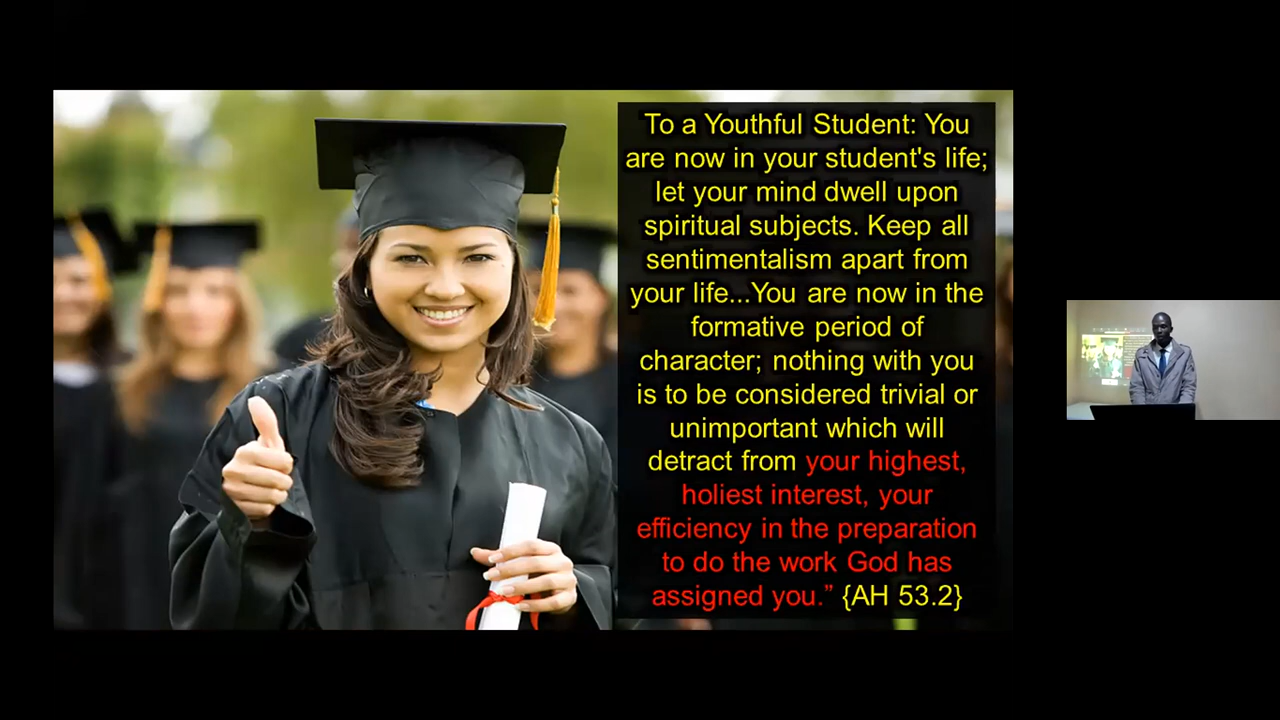 To a Youthful Student: You
are now in your student's life;
let your mind dwell upon
spiritual subjects. Keep all
sentimentalism apart from
your life...You are now in the
formative period of
character; nothing with you
is to be considered trivial or
unimportant which will
detract from your highest,
holiest interest, your
efficiency in the preparation
to do the work God has
assigned you.” {AH 53.2}